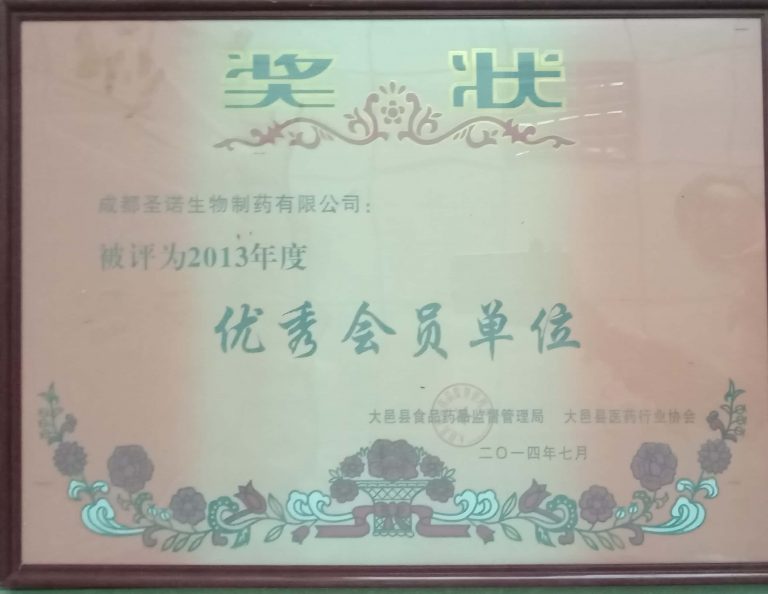 奖状
成都圣诺生物制药有限公司：
被评为2013年度
优秀会员单位
大邑县食品药品监督管理局 大邑县医药行业协会
二〇一四年七月